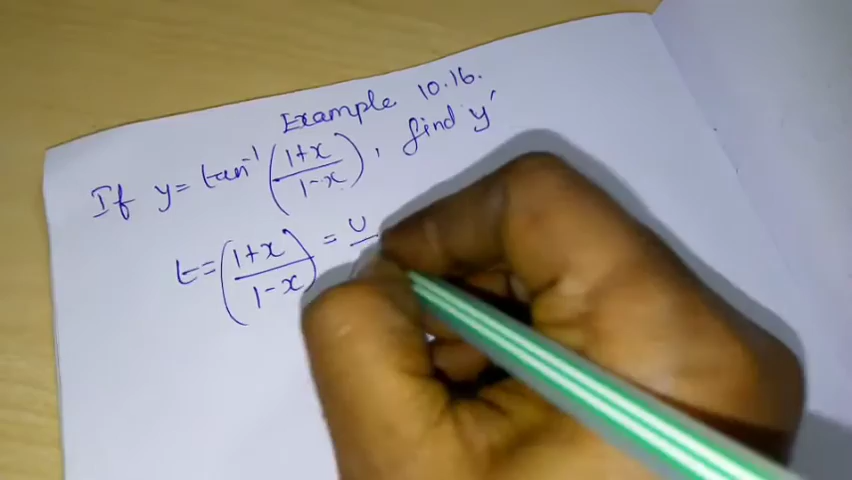 Example 10.16.
If y = tan⁻¹ (1+x / 1-x), find y'
t = (1+x / 1-x) = u